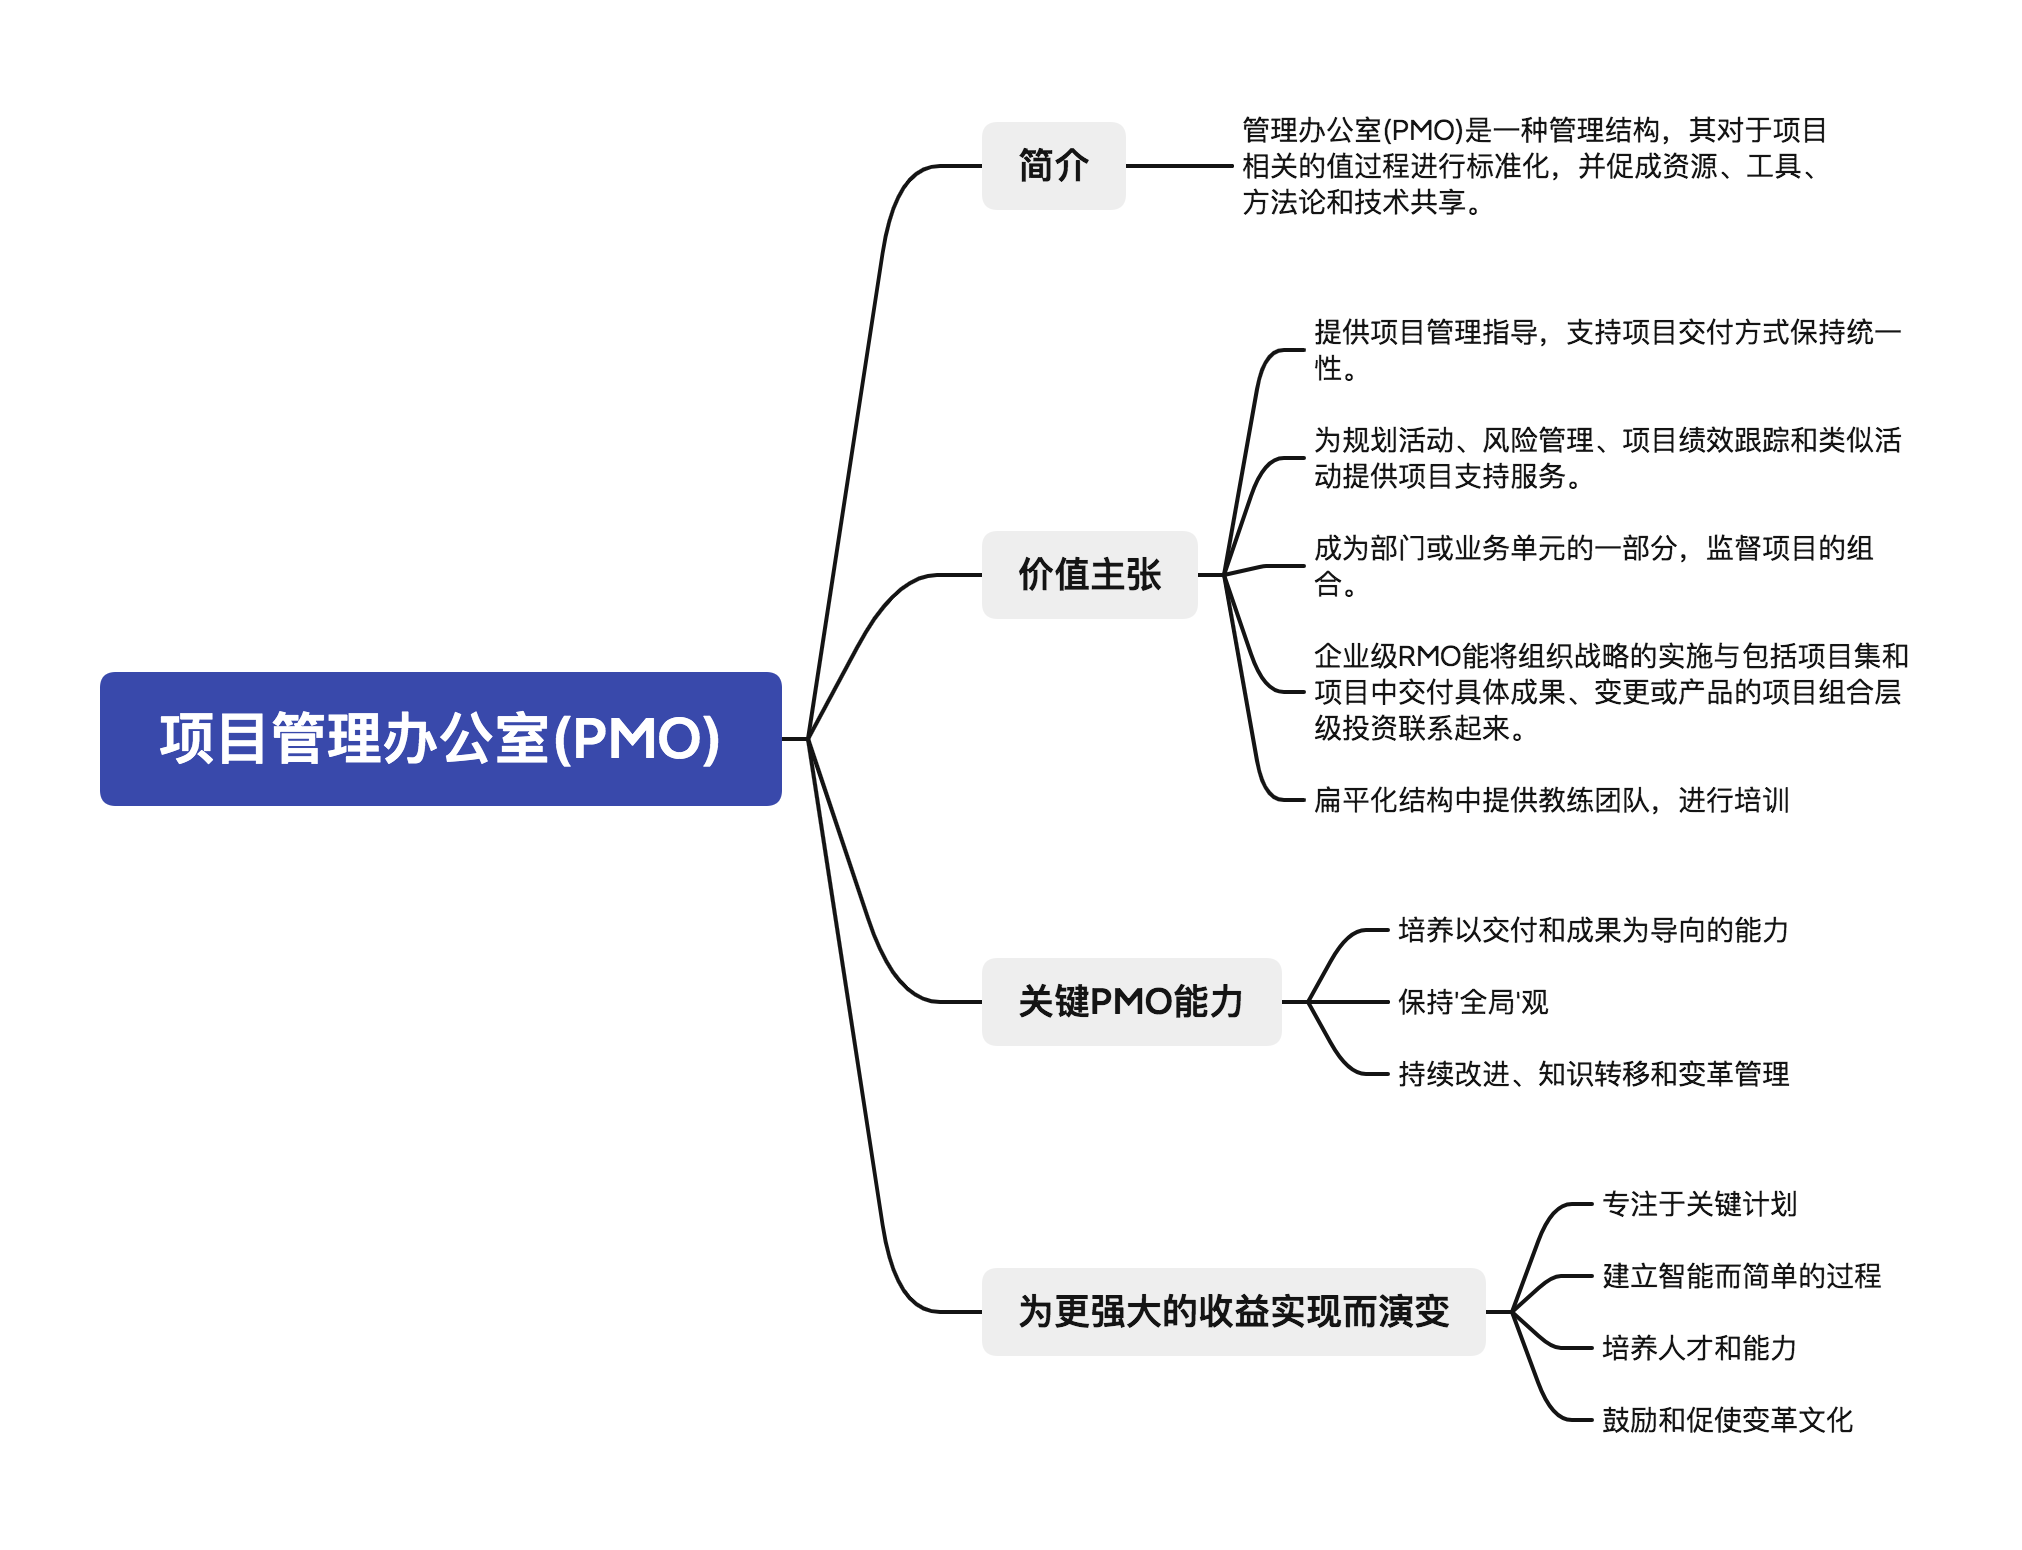 项目管理办公室(PMO)
简介
管理办公室(PMO)是一种管理结构，其对于项目
相关的值过程进行标准化，并促成资源、工具、
方法论和技术共享。
价值主张
提供项目管理指导，支持项目交付方式保持统一
性。
为规划活动、风险管理、项目绩效跟踪和类似活
动提供项目支持服务。
成为部门或业务单元的一部分，监督项目的组
合。
企业级RMO能将组织战略的实施与包括项目集和
项目中交付具体成果、变更或产品的项目组合层
级投资联系起来。
扁平化结构中提供教练团队，进行培训
关键PMO能力
培养以交付和成果为导向的能力
保持'全局'观
持续改进、知识转移和变革管理
为更强大的收益实现而演变
专注于关键计划
建立智能而简单的过程
培养人才和能力
鼓励和促使变革文化